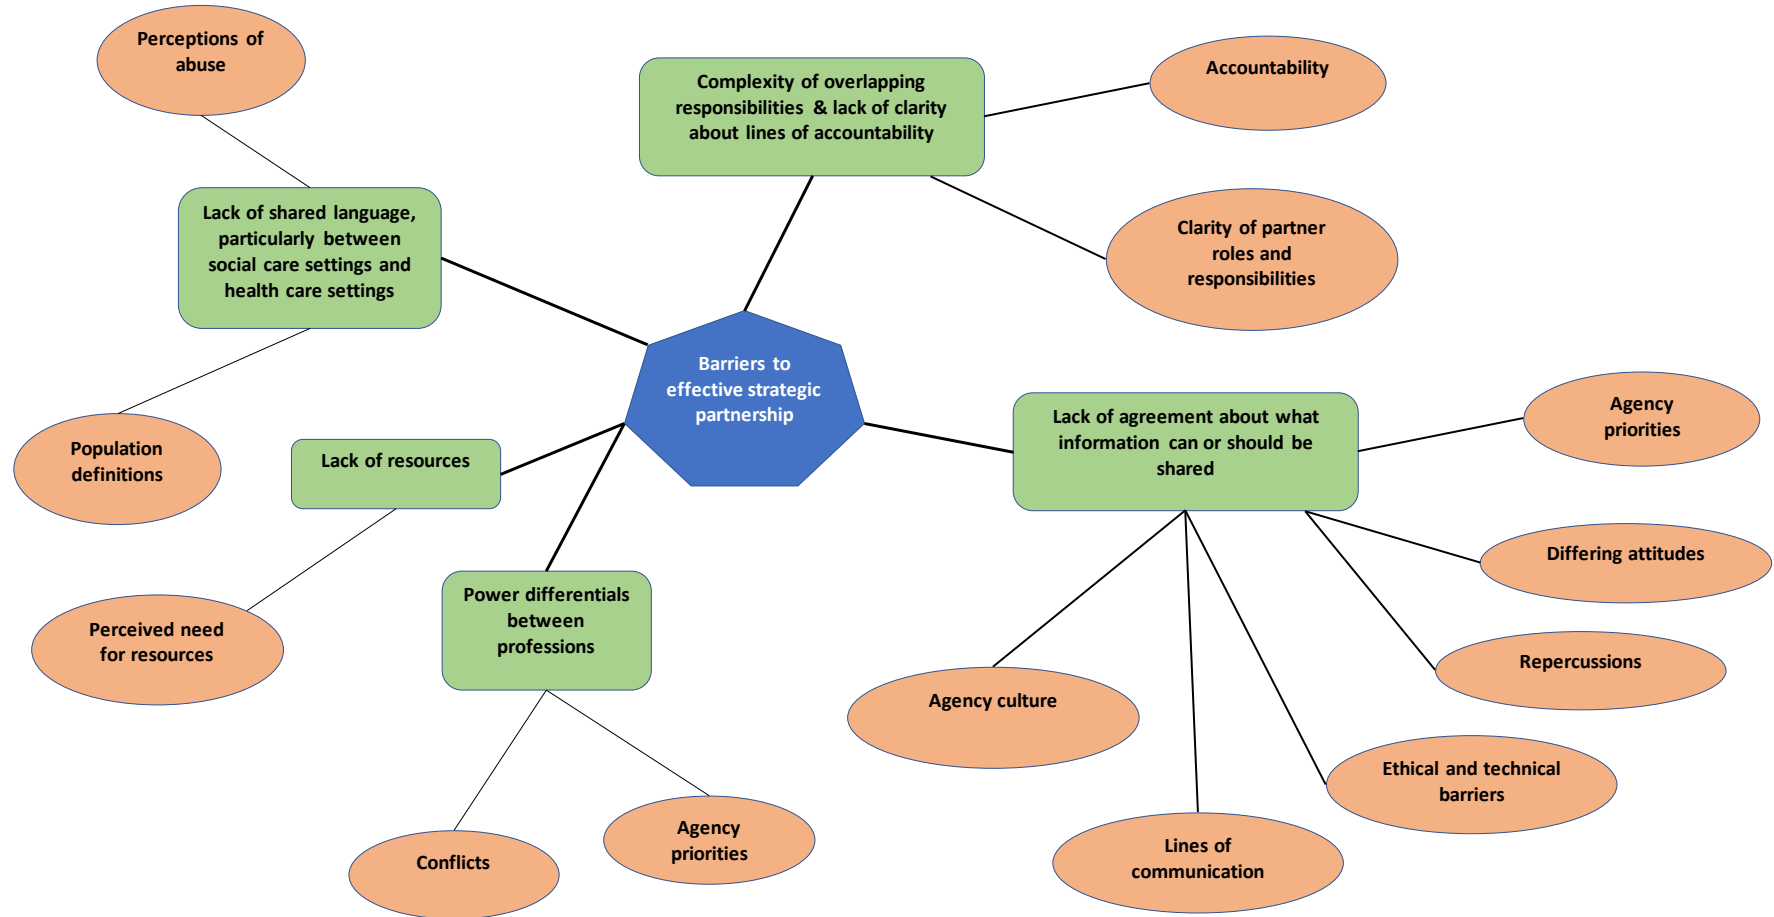 Perceptions of
abuse
Complexity of overlapping
responsibilities & lack of clarity
about lines of accountability
Accountability
Lack of shared language,
particularly between
social care settings and
health care settings
Clarity of partner
roles and
responsibilities
Barriers to
effective strategic
partnership
Population
definitions
Lack of resources
Lack of agreement about what
information can or should be
shared
Agency
priorities
Differing attitudes
Perceived need
for resources
Power differentials
between
professions
Repercussions
Agency culture
Ethical and technical
barriers
Conflicts
Agency
priorities
Lines of
communication